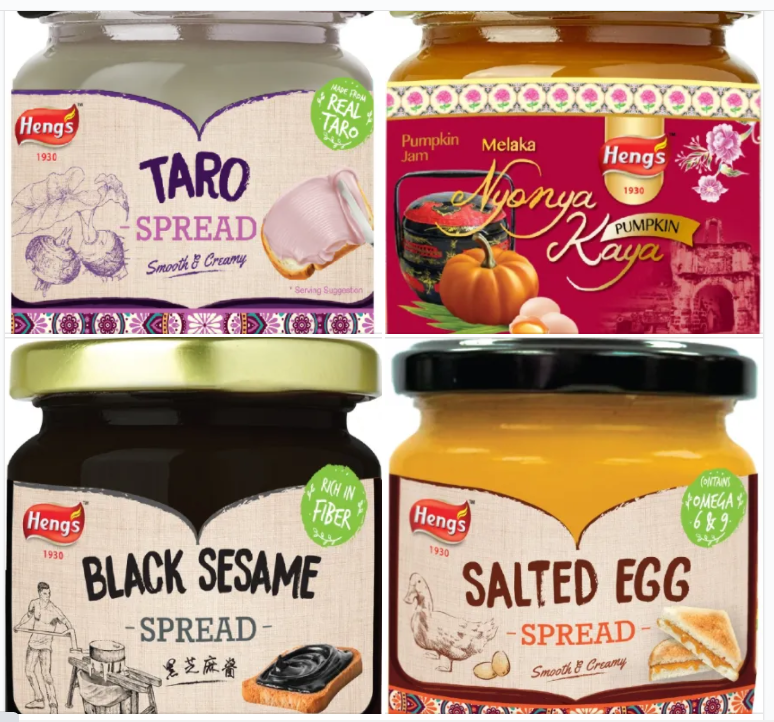 MADE FROM
REAL
TARO
Heng's
1930
TARO
SPREAD
Smooth & Creamy
* Serving Suggestion
Pumpkin
Jam
Melaka
Heng's
1930
Nyonya
PUMPKIN
Kaya
RICH IN
FIBER
Heng's
1930
BLACK SESAME
- SPREAD -
黑芝麻酱
CONTAINS
OMEGA
6 & 9
Heng's
1930
SALTED EGG
- SPREAD -
Smooth & Creamy